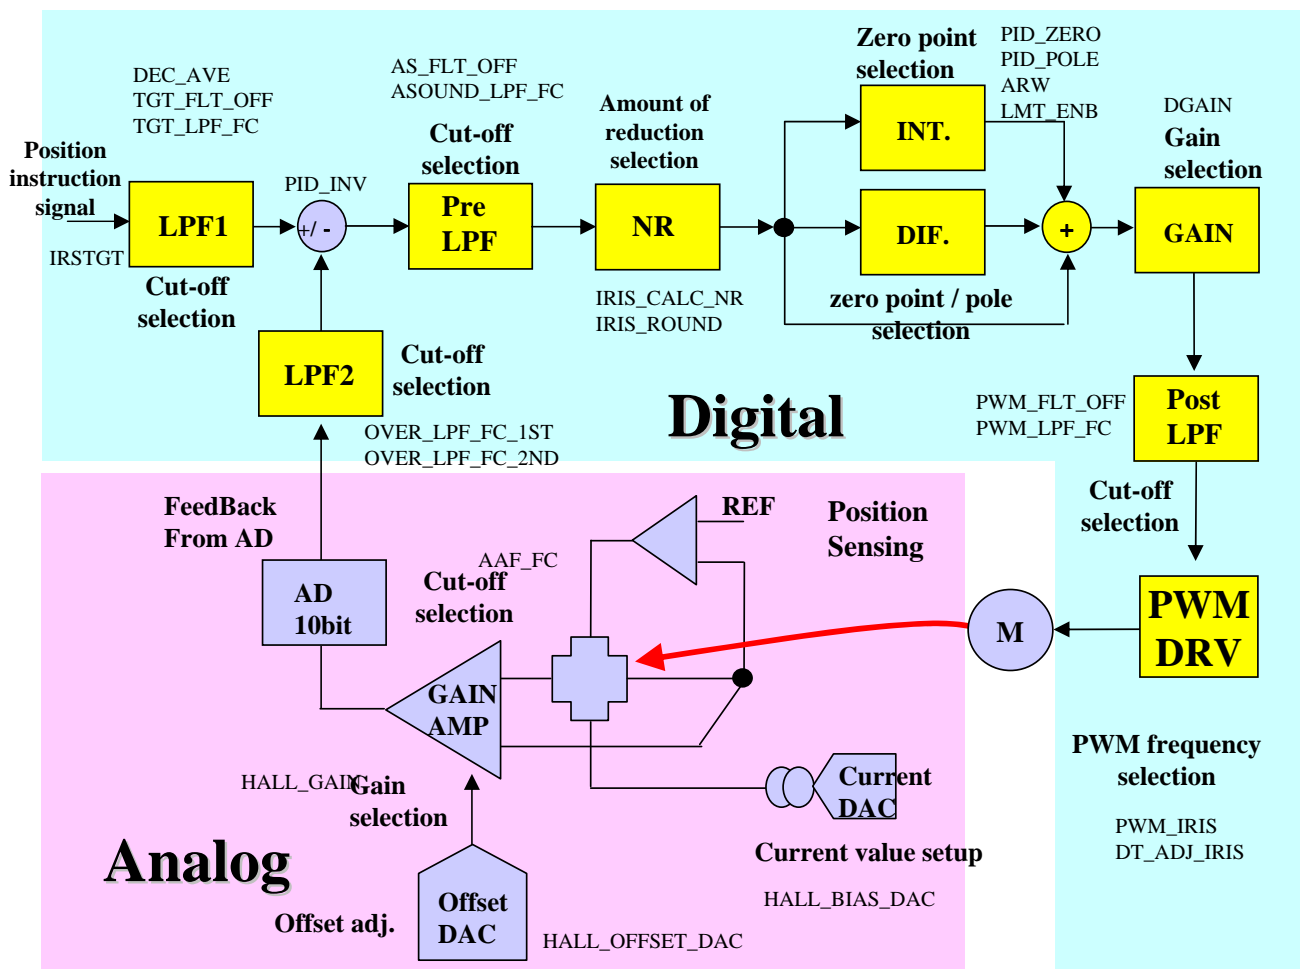 DEC_AVE
TGT_FLT_OFF
TGT_LPF_FC
AS_FLT_OFF
ASOUND_LPF_FC
Cut-off
selection
Amount of
reduction
selection
Zero point
selection
PID_ZERO
PID_POLE
ARW
LMT_ENB
DGAIN
Gain
selection
Position
instruction
signal
IRSTGT
LPF1
Cut-off
selection
PID_INV
+/ -
Pre
LPF
NR
IRIS_CALC_NR
IRIS_ROUND
INT.
DIF.
zero point / pole
selection
+
GAIN
LPF2
Cut-off
selection
OVER_LPF_FC_1ST
OVER_LPF_FC_2ND
Digital
PWM_FLT_OFF
PWM_LPF_FC
Post
LPF
Cut-off
selection
PWM
DRV
PWM frequency
selection
PWM_IRIS
DT_ADJ_IRIS
M
FeedBack
From AD
AD
10bit
AAF_FC
Cut-off
selection
REF
Position
Sensing
GAIN
AMP
HALL_GAIN
Gain
selection
Current
DAC
Current value setup
HALL_BIAS_DAC
Analog
Offset adj.
Offset
DAC
HALL_OFFSET_DAC